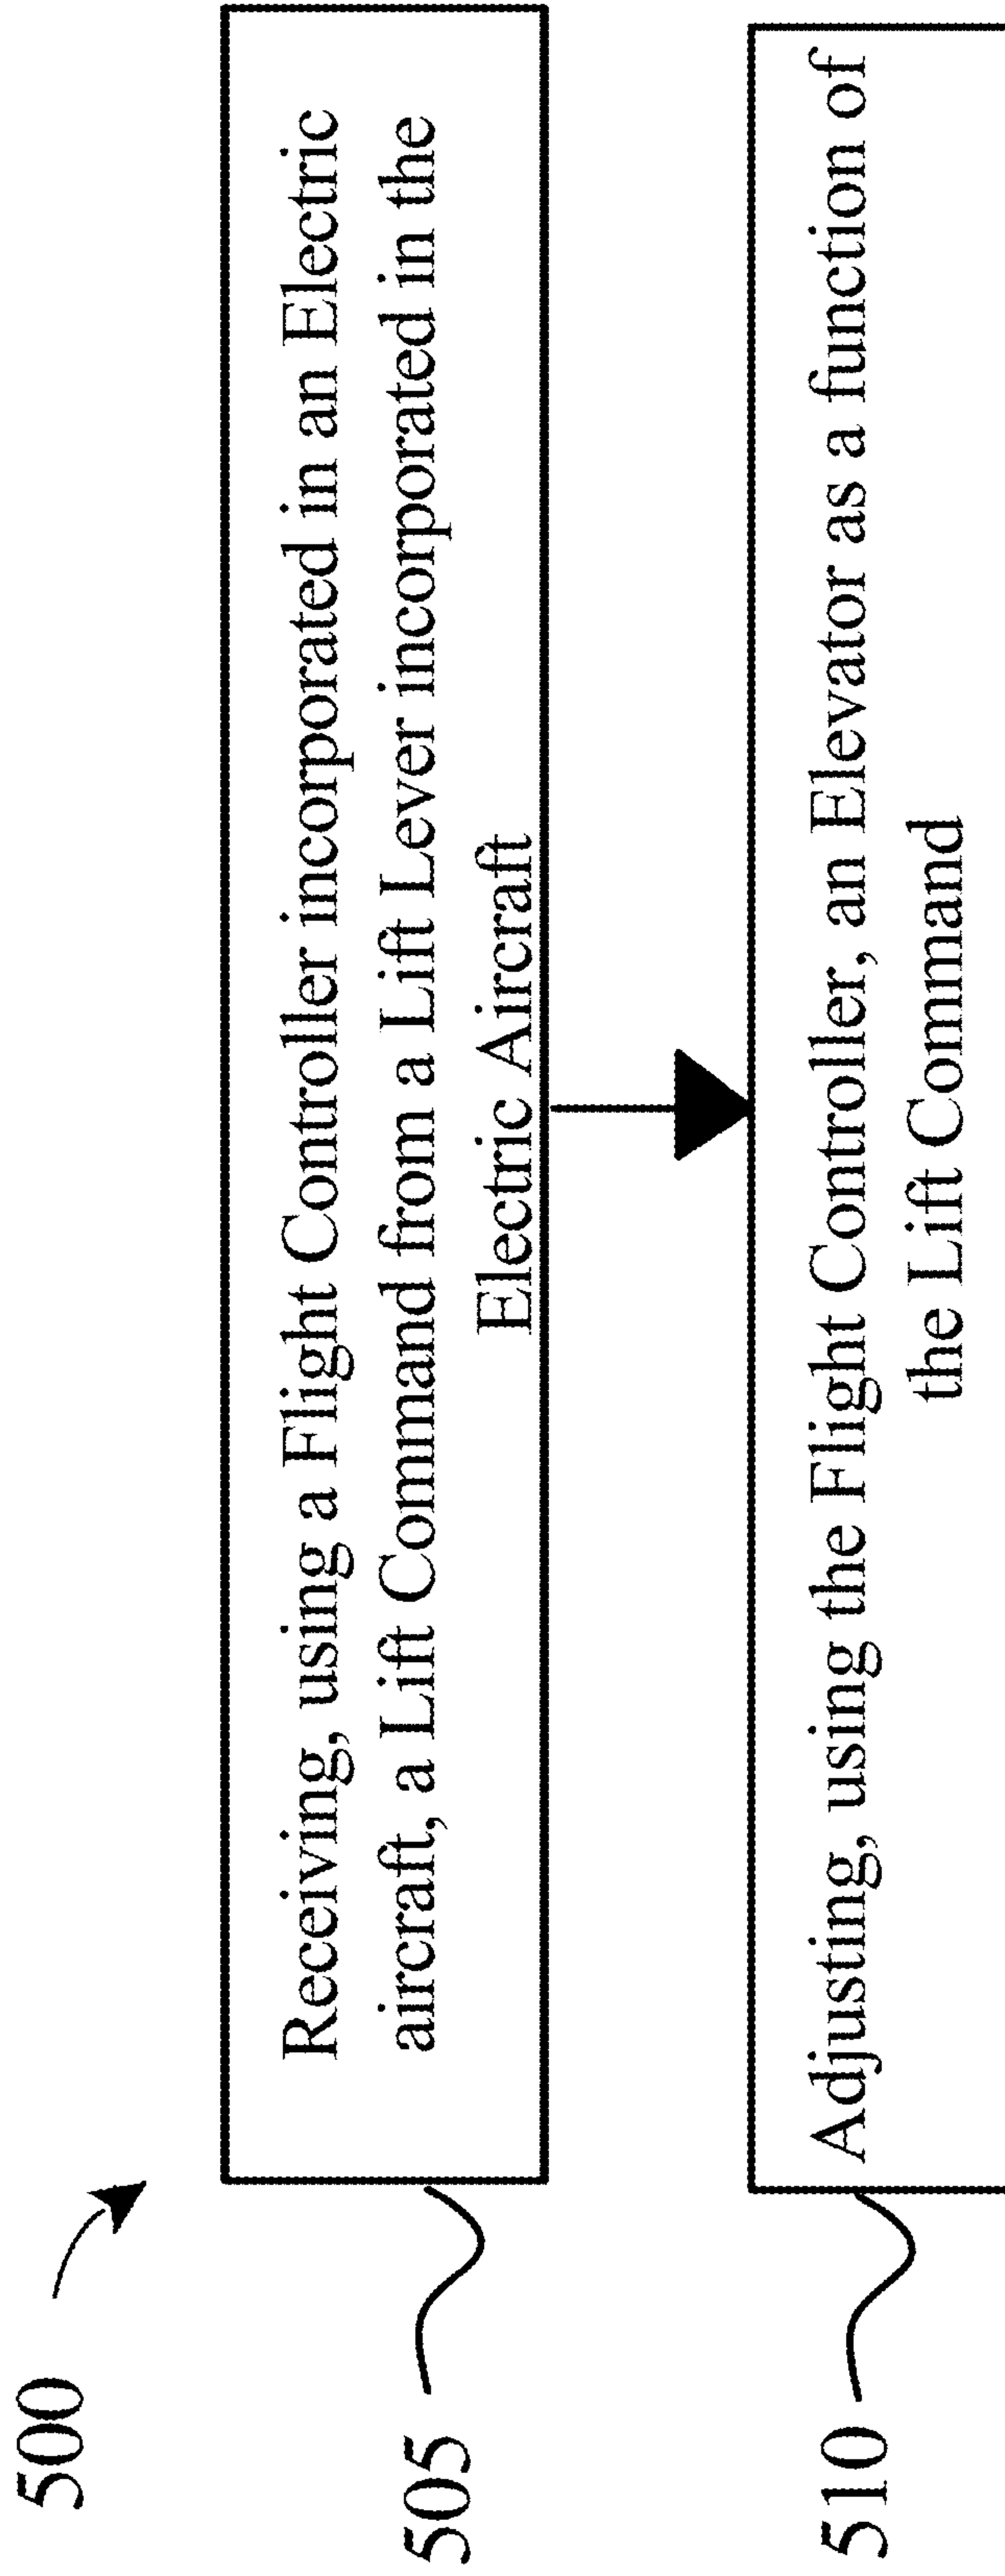 500
505
Receiving, using a Flight Controller incorporated in an Electric
aircraft, a Lift Command from a Lift Lever incorporated in the
Electric Aircraft
510
Adjusting, using the Flight Controller, an Elevator as a function of
the Lift Command